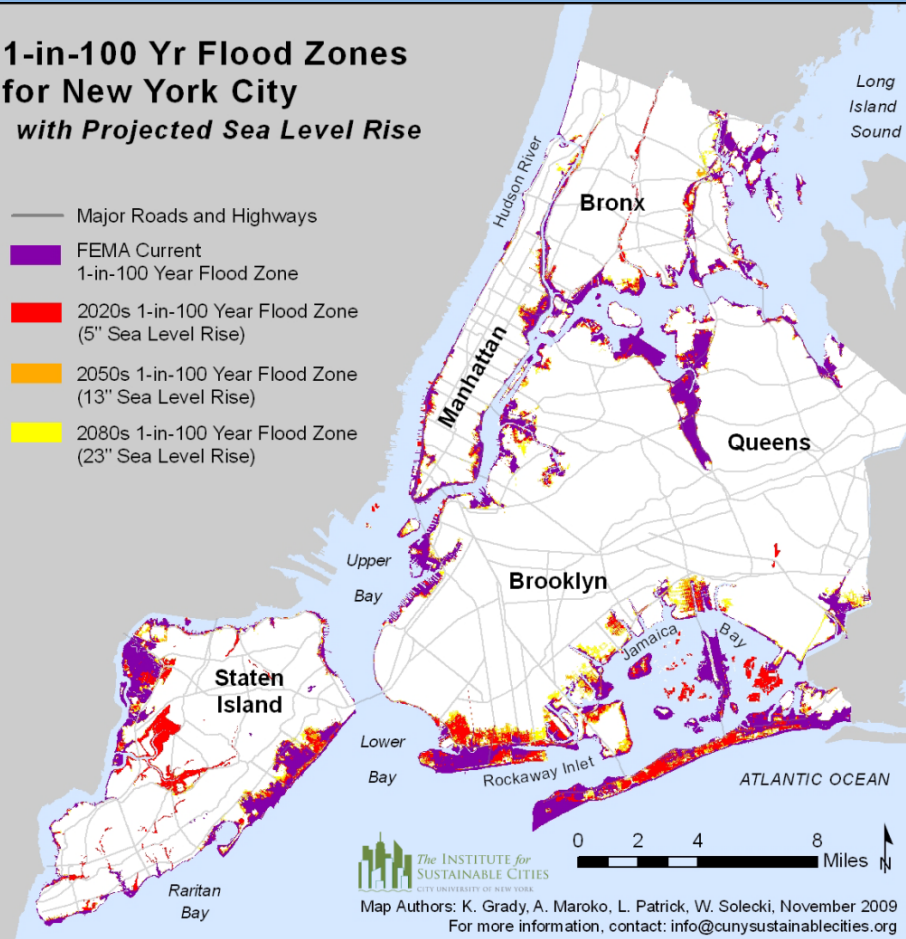 1-in-100 Yr Flood Zones
for New York City
with Projected Sea Level Rise
Long
Island
Sound
Hudson River
Major Roads and Highways
FEMA Current
1-in-100 Year Flood Zone
2020s 1-in-100 Year Flood Zone
(5" Sea Level Rise)
2050s 1-in-100 Year Flood Zone
(13" Sea Level Rise)
2080s 1-in-100 Year Flood Zone
(23" Sea Level Rise)
Bronx
Manhattan
Queens
Upper
Bay
Brooklyn
Jamaica
Bay
Staten
Island
Lower
Bay
Rockaway Inlet
ATLANTIC OCEAN
Raritan
Bay
The INSTITUTE for
SUSTAINABLE CITIES
CITY UNIVERSITY OF NEW YORK
0 2 4 8
Miles
N
Map Authors: K. Grady, A. Maroko, L. Patrick, W. Solecki, November 2009
For more information, contact: info@cunysustainablecities.org